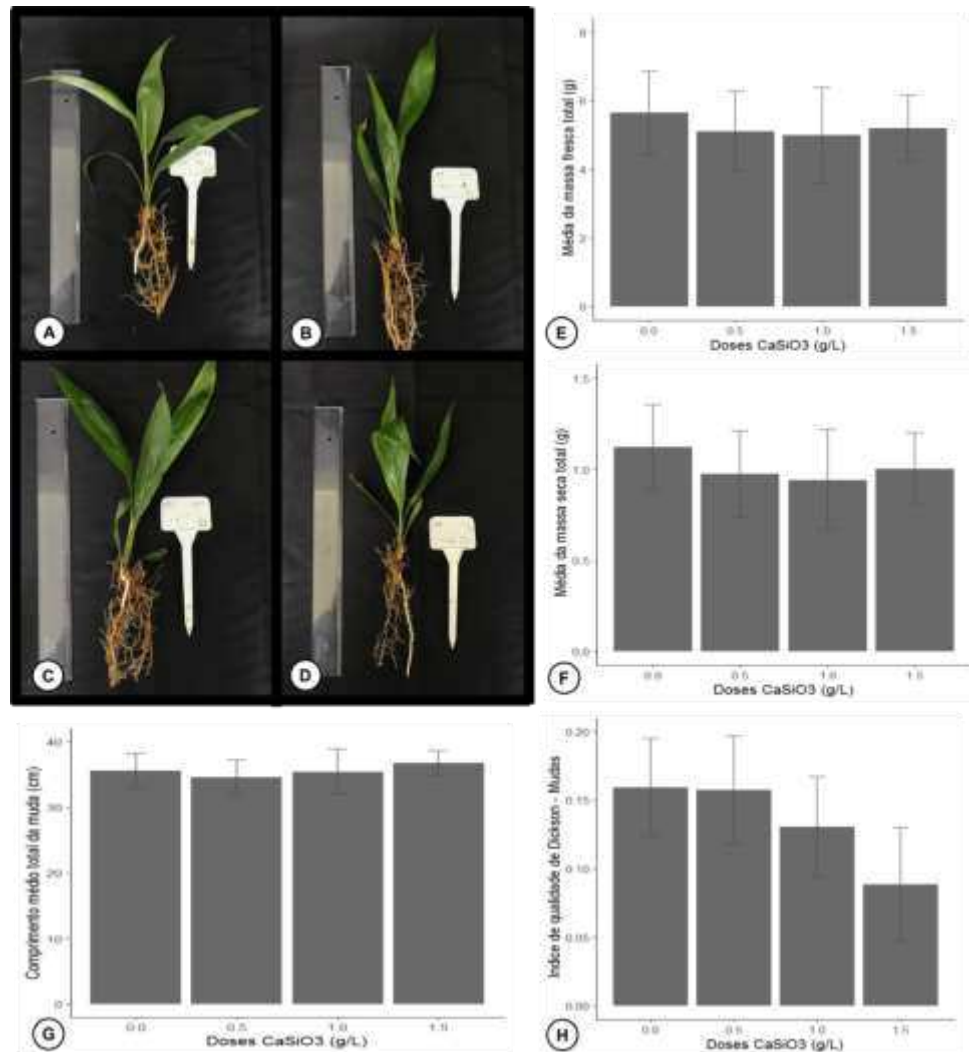 A
B
C
D
Média da massa fresca total (g)
8
6
4
2
0
0.0 0.5 1.0 1.5
Doses CaSiO3 (g/L)
E
Média da massa seca total (g)
1.5
1.0
0.5
0.0
0.0 0.5 1.0 1.5
Doses CaSiO3 (g/L)
F
Comprimento médio total da muda (cm)
40
30
20
10
0
0.0 0.5 1.0 1.5
Doses CaSiO3 (g/L)
G
Indice de qualidade de Dickson - Mudas
0.20
0.15
0.10
0.05
0.00
0.0 0.5 1.0 1.5
Doses CaSiO3 (g/L)
H